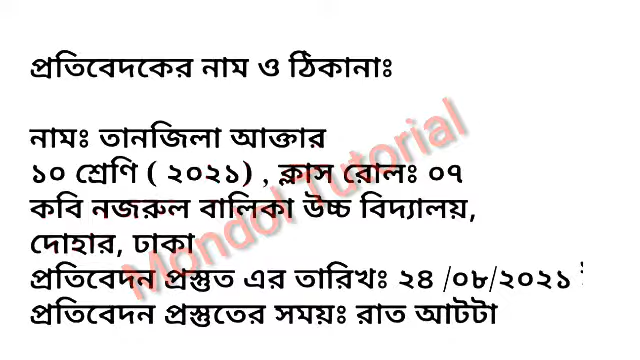 প্রতিবেদকের নাম ও ঠিকানাঃ
নামঃ তানজিলা আক্তার
১০ শ্রেণি ( ২০২১) , ক্লাস রোলঃ ০৭
কবি নজরুল বালিকা উচ্চ বিদ্যালয়,
দোহার, ঢাকা
প্রতিবেদন প্রস্তুত এর তারিখঃ ২৪ /০৮/২০২১
প্রতিবেদন প্রস্তুতের সময়ঃ রাত আটটা
Mondol Tutorial